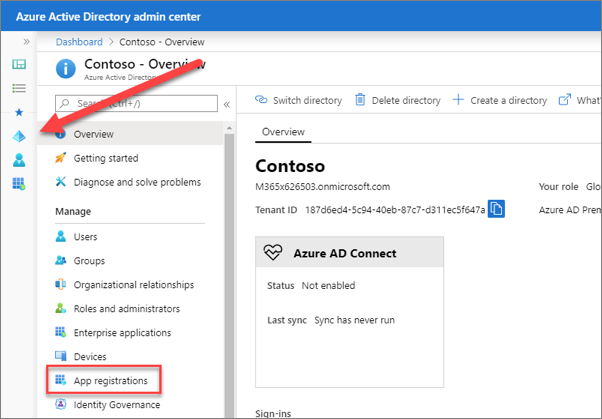 Azure Active Directory admin center
Dashboard > Contoso - Overview
Contoso - Overview
Azure Active Direc
Search (Ctrl+/)
Overview
Getting started
Diagnose and solve problems
Manage
Users
Groups
Organizational relationships
Roles and administrators
Enterprise applications
Devices
App registrations
Identity Governance
Switch directory Delete directory Create a directory What'
Overview
Contoso
M365x626503.onmicrosoft.com Your role Glo
Tenant ID 187d6ed4-5c94-40eb-87c7-d311ec5f647a Azure AD Prem
Azure AD Connect
Status Not enabled
Last sync Sync has never run
Sign-ins